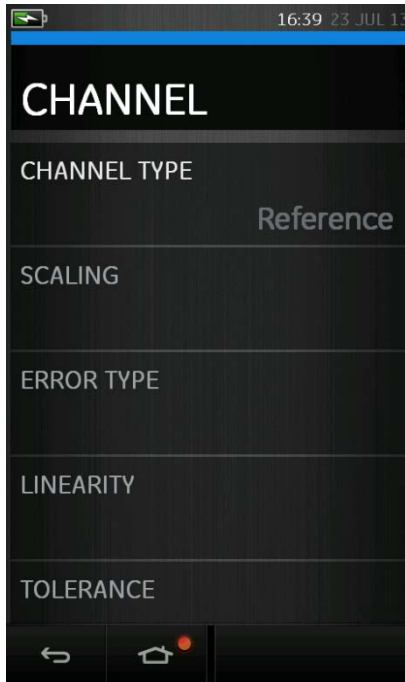 16:39 23 JUL 13
CHANNEL
CHANNEL TYPE
Reference
SCALING
ERROR TYPE
LINEARITY
TOLERANCE